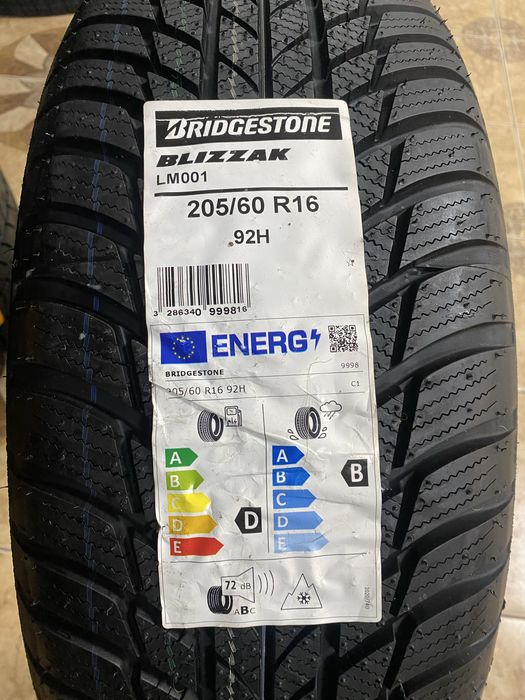 BRIDGESTONE
BLIZZAK
LM001
205/60 R16
92H
3 286340 999816
ENERG
BRIDGESTONE
9998
205/60 R16 92H
C1
A
B
C
D
E
D
A
B
C
D
E
B
72 dB
ABC